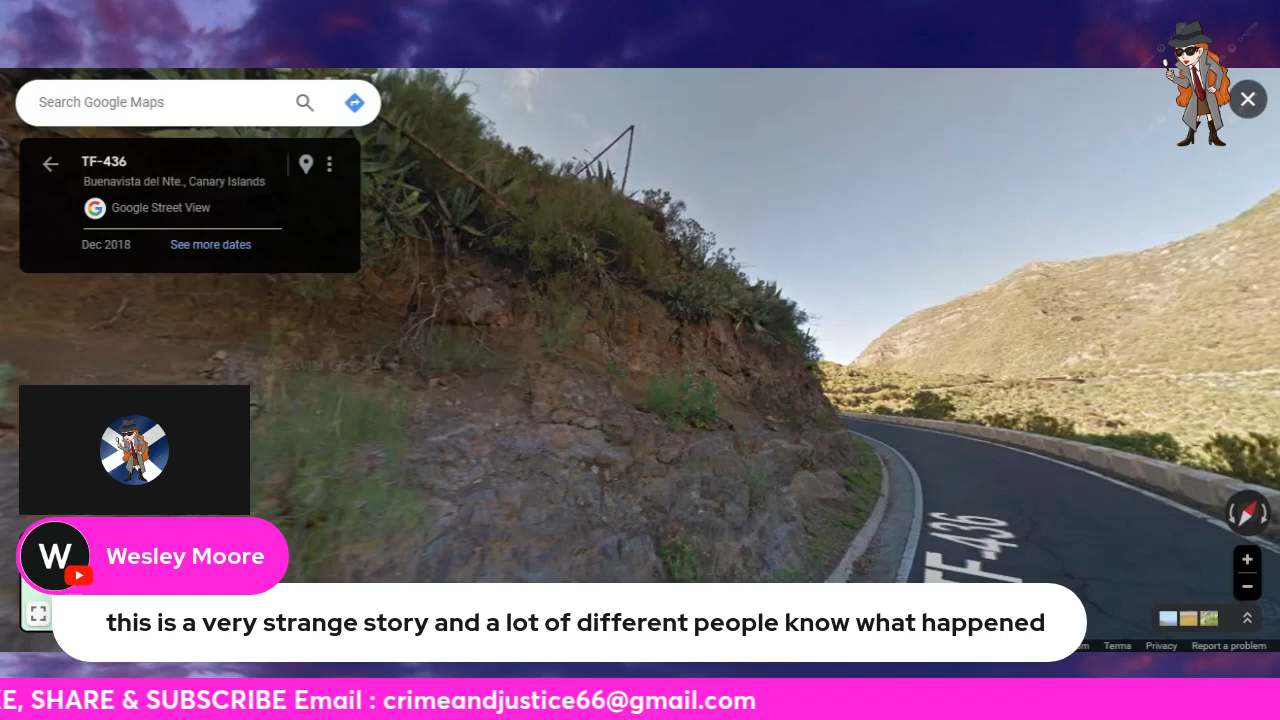 Search Google Maps
TF-436
Buenavista del Nte., Canary Islands
Google Street View
Dec 2018
See more dates
TF-436
W
Wesley Moore
this is a very strange story and a lot of different people know what happened
Terms
Privacy
Report a problem
SHARE & SUBSCRIBE Email : crimeandjustice66@gmail.com